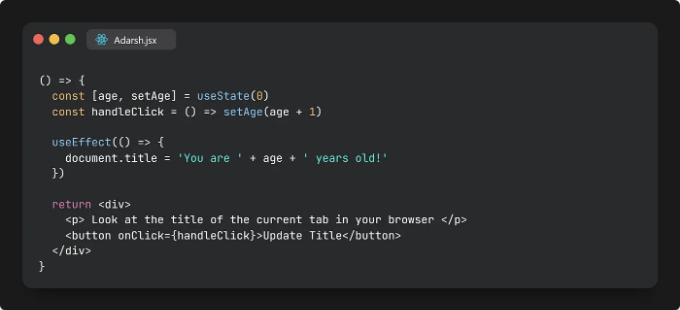 Adarsh.jsx
() => {
  const [age, setAge] = useState(0)
  const handleClick = () => setAge(age + 1)

  useEffect(() => {
    document.title = 'You are ' + age + ' years old!'
  })

  return <div>
    <p> Look at the title of the current tab in your browser </p>
    <button onClick={handleClick}>Update Title</button>
  </div>
}